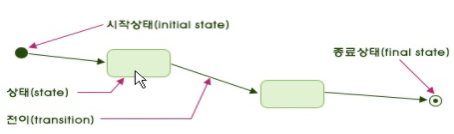 시작상태(initial state)
종료상태(final state)
상태(state)
전이(transition)